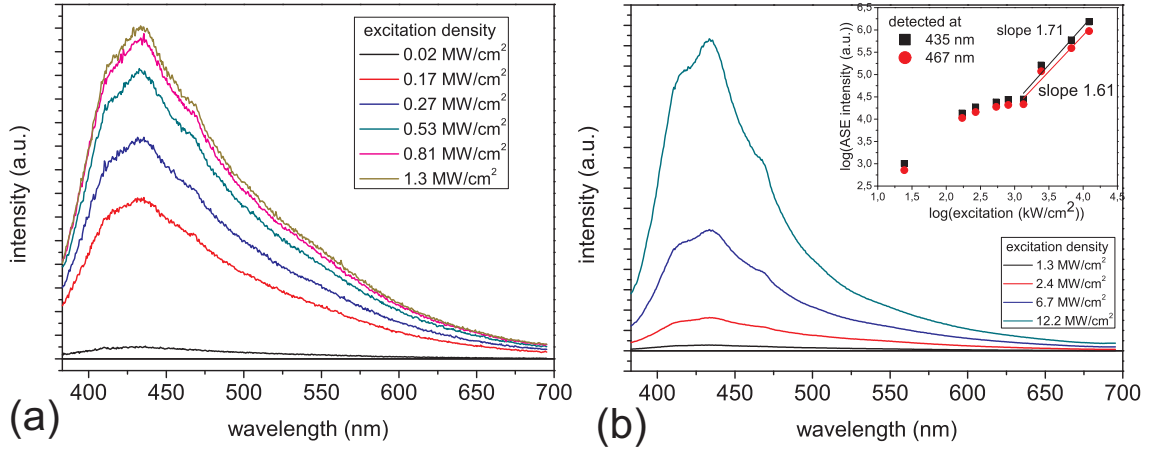 excitation density
0.02 MW/cm²
0.17 MW/cm²
0.27 MW/cm²
0.53 MW/cm²
0.81 MW/cm²
1.3 MW/cm²
intensity (a.u.)
400 450 500 550 600 650 700
wavelength (nm)
(a)
detected at
435 nm
467 nm
slope 1.71
slope 1.61
log(ASE intensity (a.u.))
6,5
6,0
5,5
5,0
4,5
4,0
3,5
3,0
2,5
1,0 1,5 2,0 2,5 3,0 3,5 4,0 4,5
log(excitation (kW/cm²))
excitation density
1.3 MW/cm²
2.4 MW/cm²
6.7 MW/cm²
12.2 MW/cm²
intensity (a.u.)
400 450 500 550 600 650 700
wavelength (nm)
(b)